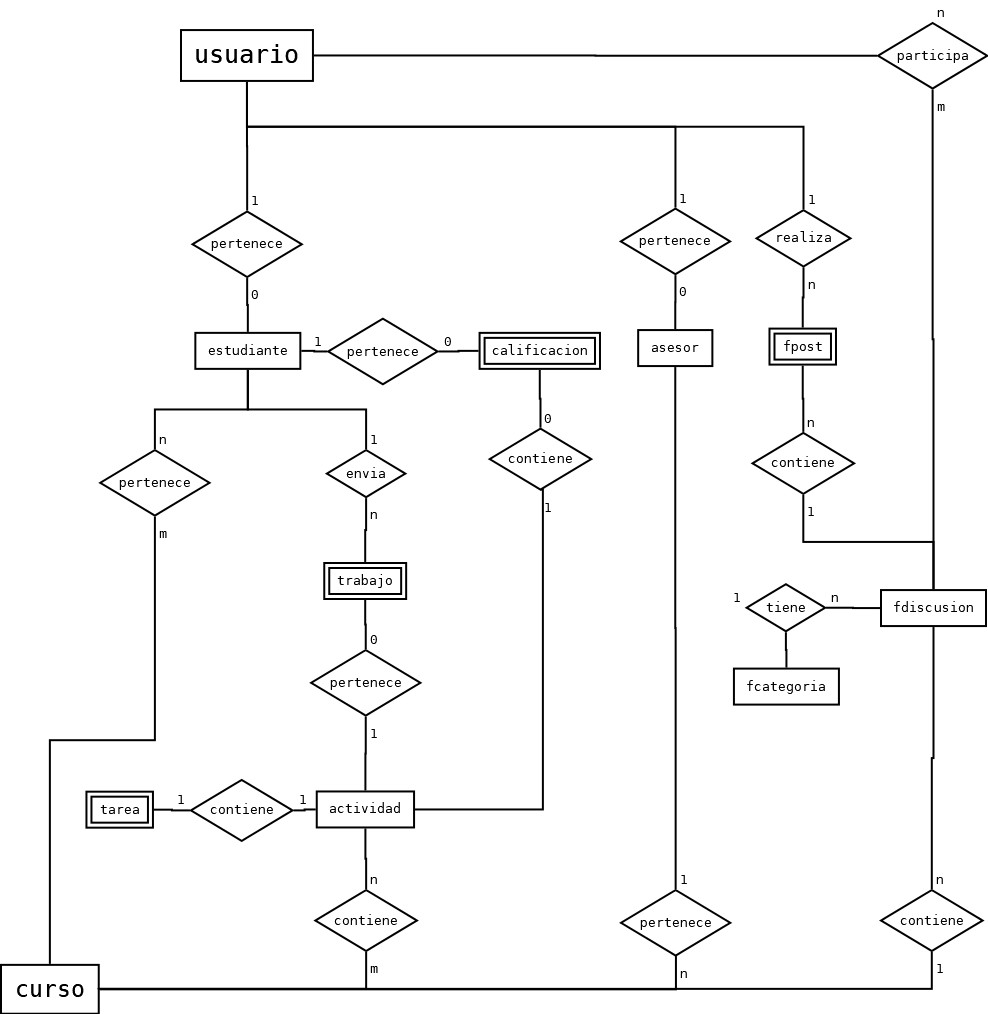 n
usuario
participa
m
1
1
1
pertenece
pertenece
realiza
0
0
n
estudiante
1
pertenece
0
calificacion
asesor
fpost
n
1
0
n
pertenece
envia
contiene
contiene
m
n
1
1
trabajo
1
tiene
n
fdiscusion
0
pertenece
fcategoria
1
tarea
1
contiene
1
actividad
n
1
n
contiene
pertenece
contiene
m
n
1
curso